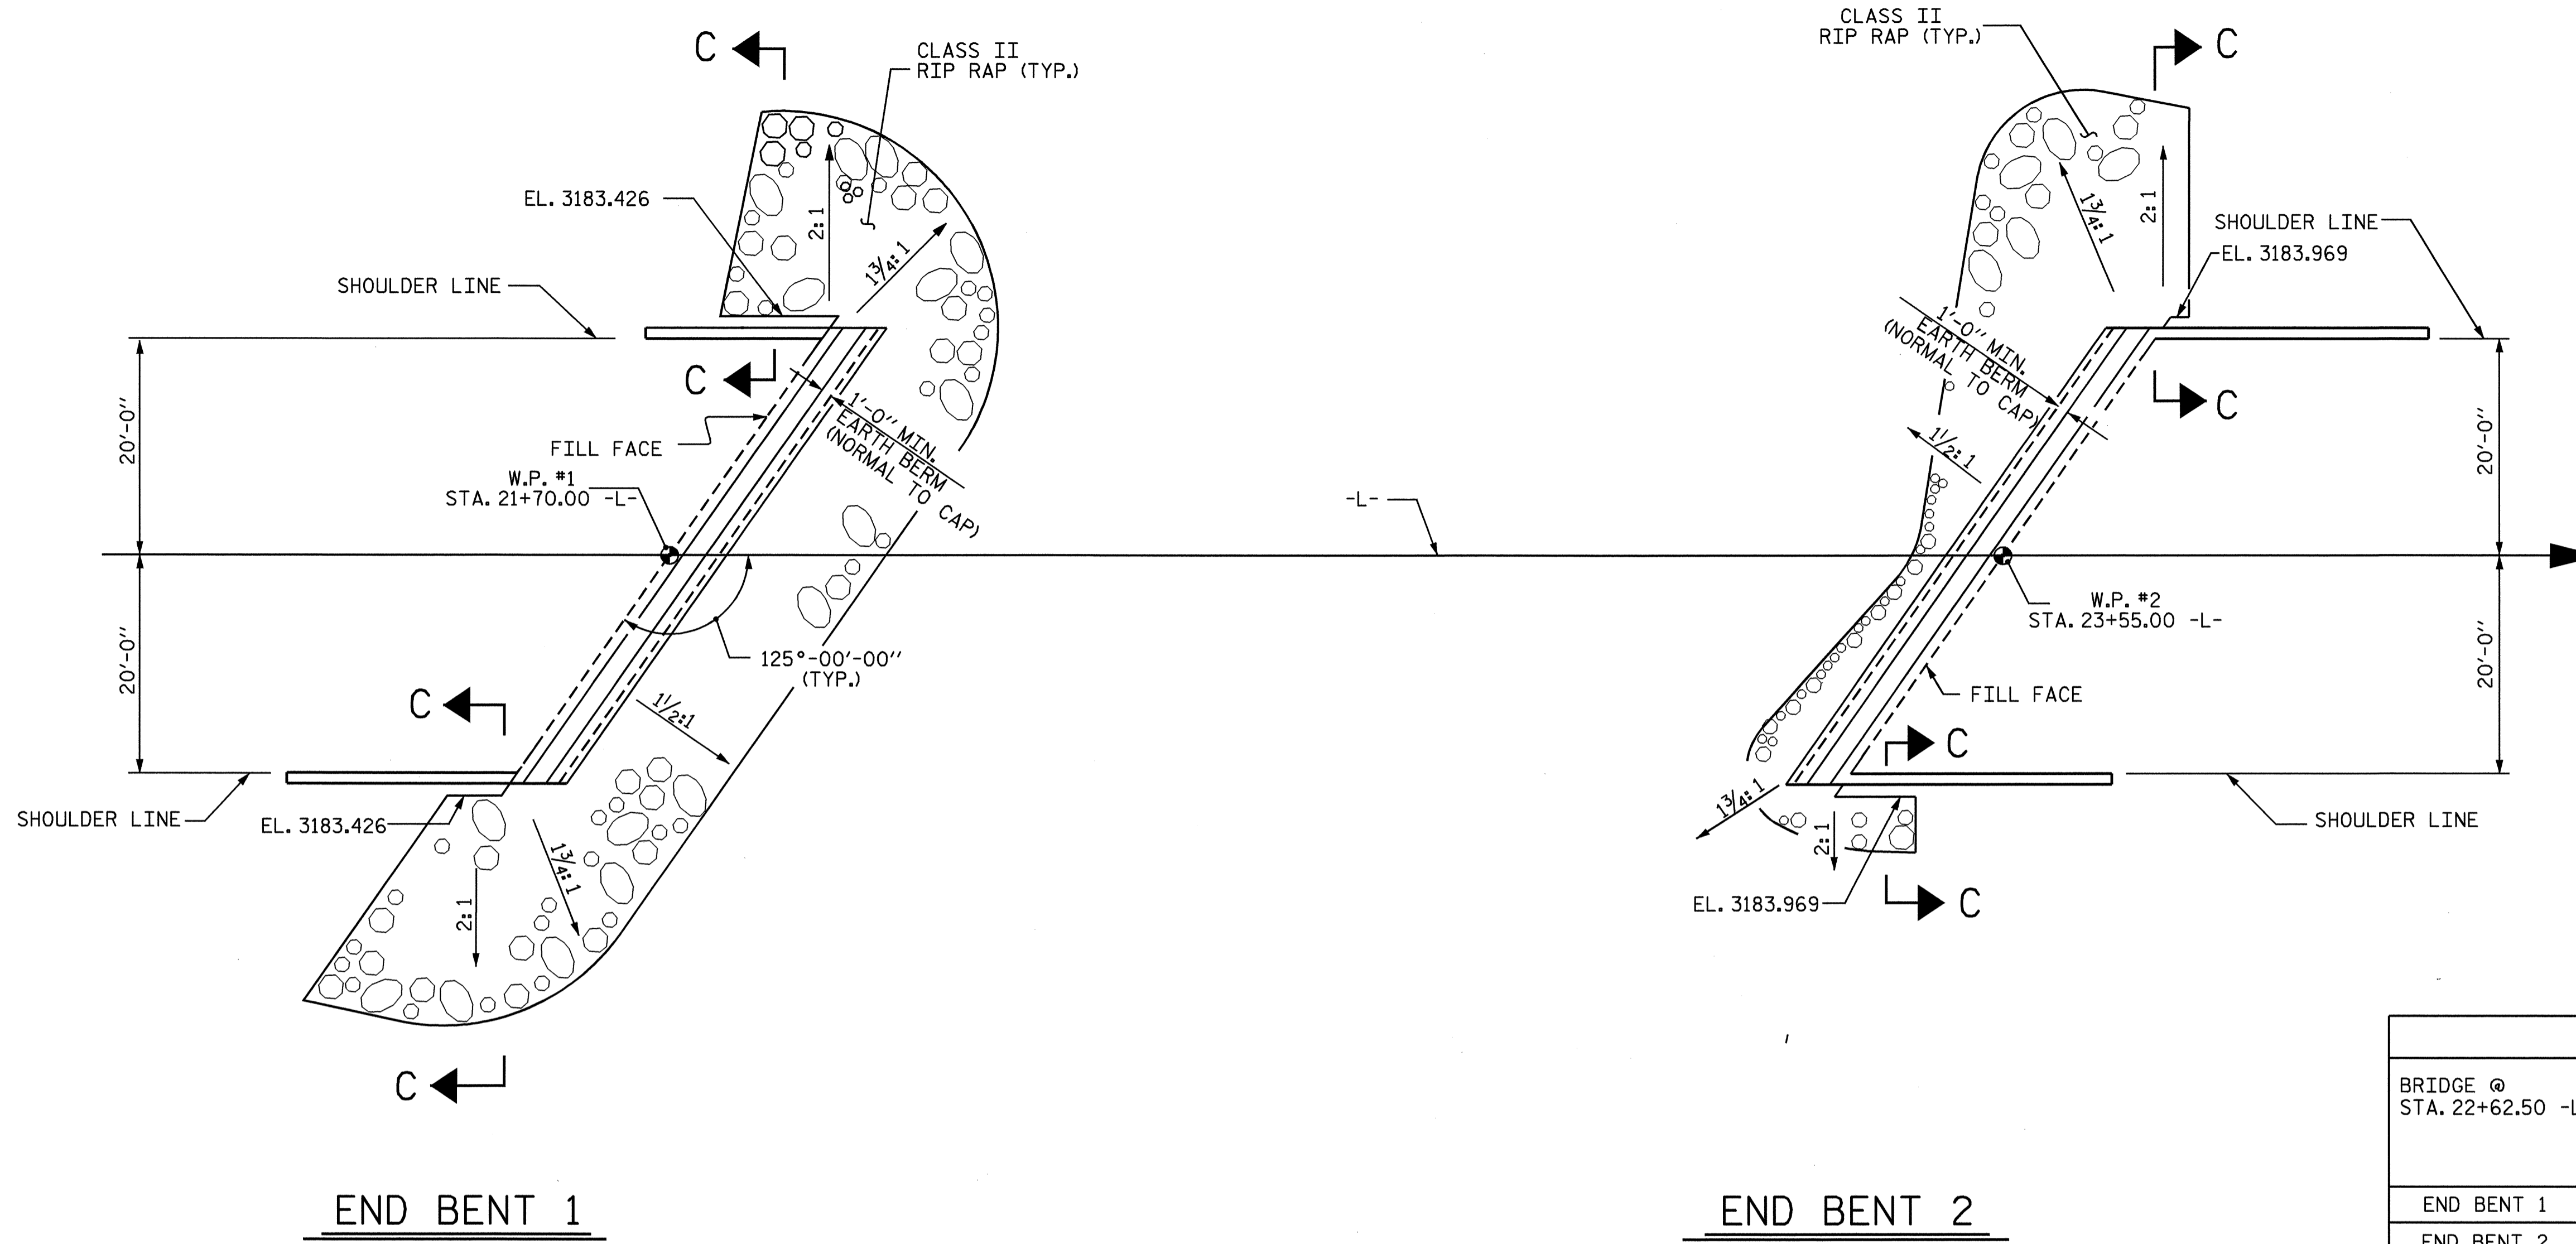 C
CLASS II
RIP RAP (TYP.)
EL. 3183.426
2:1
1¾:1
SHOULDER LINE
C
20'-0"
FILL FACE
1'-0" MIN.
EARTH BERM
(NORMAL TO CAP)
W.P. #1
STA. 21+70.00 -L-
-L-
125°-00'-00"
(TYP.)
20'-0"
C
1½:1
SHOULDER LINE
EL. 3183.426
1¾:1
2:1
C
END BENT 1
CLASS II
RIP RAP (TYP.)
C
1¾:1
2:1
SHOULDER LINE
EL. 3183.969
1'-0" MIN.
EARTH BERM
(NORMAL TO CAP)
C
20'-0"
1½:1
W.P. #2
STA. 23+55.00 -L-
20'-0"
FILL FACE
C
1¾:1
2:1
SHOULDER LINE
EL. 3183.969
C
END BENT 2
BRIDGE @
STA. 22+62.50 -L
END BENT 1
END BENT 2